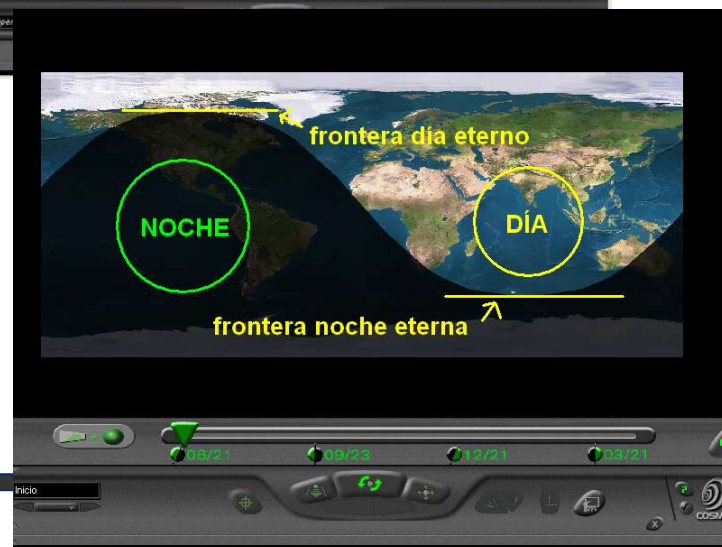 frontera día eterno
NOCHE
DÍA
frontera noche eterna
06/21
09/23
12/21
03/21
Inicio